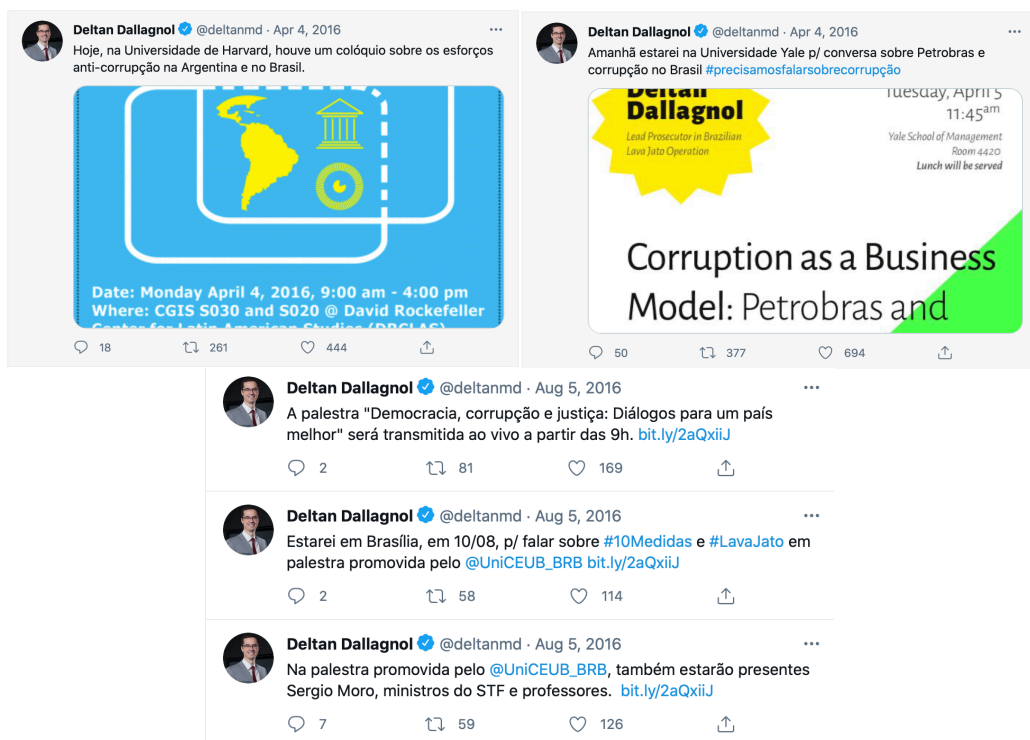 Deltan Dallagnol @deltanmd · Apr 4, 2016
Hoje, na Universidade de Harvard, houve um colóquio sobre os esforços
anti-corrupção na Argentina e no Brasil.
Date: Monday April 4, 2016, 9:00 am - 4:00 pm
Where: CGIS S030 and S020 @ David Rockefeller
Center for Latin American Studies (DRCLAS)
18 261 444
Deltan Dallagnol @deltanmd · Apr 4, 2016
Amanhã estarei na Universidade Yale p/ conversa sobre Petrobras e
corrupção no Brasil #precisamosfalarsobrecorrupção
Deltan
Dallagnol
Lead Prosecutor in Brazilian
Lava Jato Operation
Tuesday, April 5
11:45am
Yale School of Management
Room 4420
Lunch will be served
Corruption as a Business
Model: Petrobras and
50 377 694
Deltan Dallagnol @deltanmd · Aug 5, 2016
A palestra "Democracia, corrupção e justiça: Diálogos para um país
melhor" será transmitida ao vivo a partir das 9h. bit.ly/2aQxiiJ
2 81 169
Deltan Dallagnol @deltanmd · Aug 5, 2016
Estarei em Brasília, em 10/08, p/ falar sobre #10Medidas e #LavaJato em
palestra promovida pelo @UniCEUB_BRB bit.ly/2aQxiiJ
2 58 114
Deltan Dallagnol @deltanmd · Aug 5, 2016
Na palestra promovida pelo @UniCEUB_BRB, também estarão presentes
Sergio Moro, ministros do STF e professores. bit.ly/2aQxiiJ
7 59 126